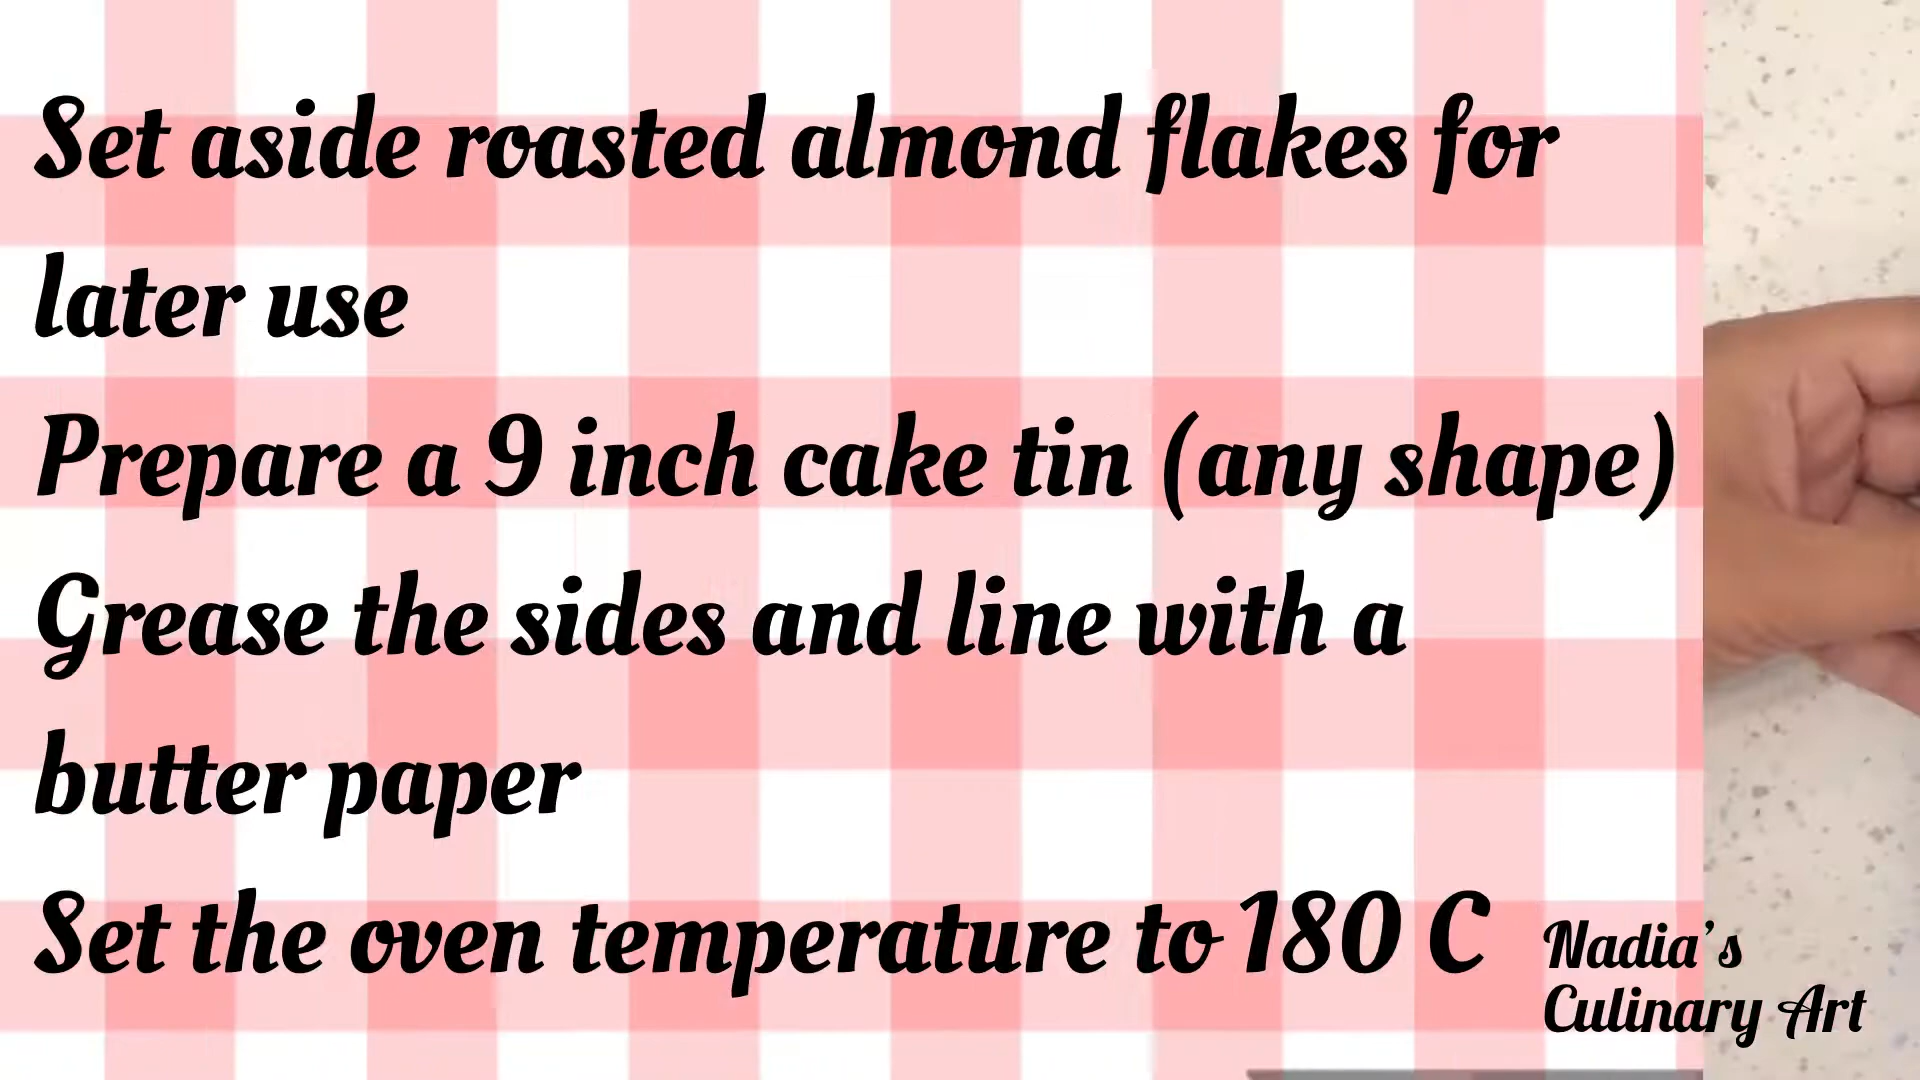 Set aside roasted almond flakes for
later use
Prepare a 9 inch cake tin (any shape)
Grease the sides and line with a
butter paper
Set the oven temperature to 180 C
Nadia's
Culinary Art